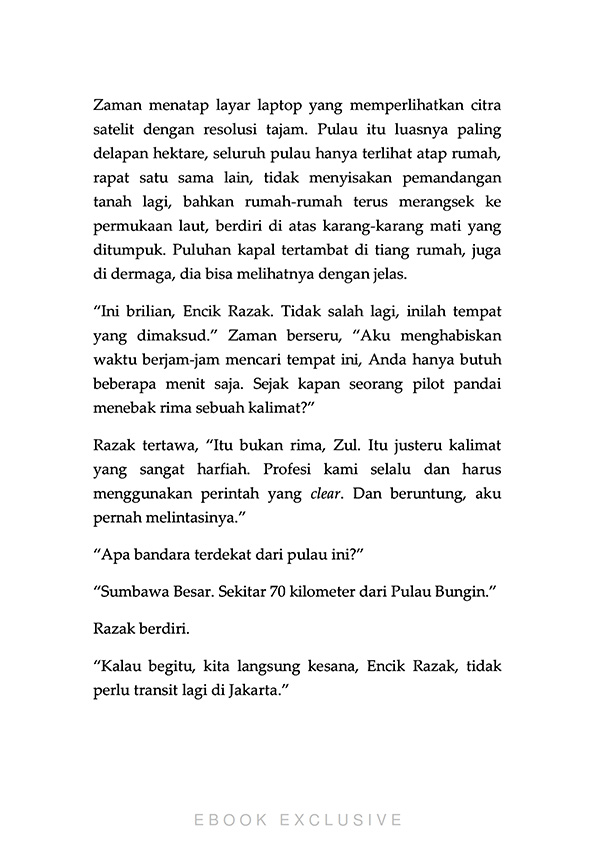 Zaman menatap layar laptop yang memperlihatkan citra
satelit dengan resolusi tajam. Pulau itu luasnya paling
delapan hektare, seluruh pulau hanya terlihat atap rumah,
rapat satu sama lain, tidak menyisakan pemandangan
tanah lagi, bahkan rumah-rumah terus merangsek ke
permukaan laut, berdiri di atas karang-karang mati yang
ditumpuk. Puluhan kapal tertambat di tiang rumah, juga
di dermaga, dia bisa melihatnya dengan jelas.
“Ini brilian, Encik Razak. Tidak salah lagi, inilah tempat
yang dimaksud.” Zaman berseru, “Aku menghabiskan
waktu berjam-jam mencari tempat ini, Anda hanya butuh
beberapa menit saja. Sejak kapan seorang pilot pandai
menebak rima sebuah kalimat?”
Razak tertawa, “Itu bukan rima, Zul. Itu justeru kalimat
yang sangat harfiah. Profesi kami selalu dan harus
menggunakan perintah yang clear. Dan beruntung, aku
pernah melintasinya.”
“Apa bandara terdekat dari pulau ini?”
“Sumbawa Besar. Sekitar 70 kilometer dari Pulau Bungin.”
Razak berdiri.
“Kalau begitu, kita langsung kesana, Encik Razak, tidak
perlu transit lagi di Jakarta.”
EBOOK EXCLUSIVE